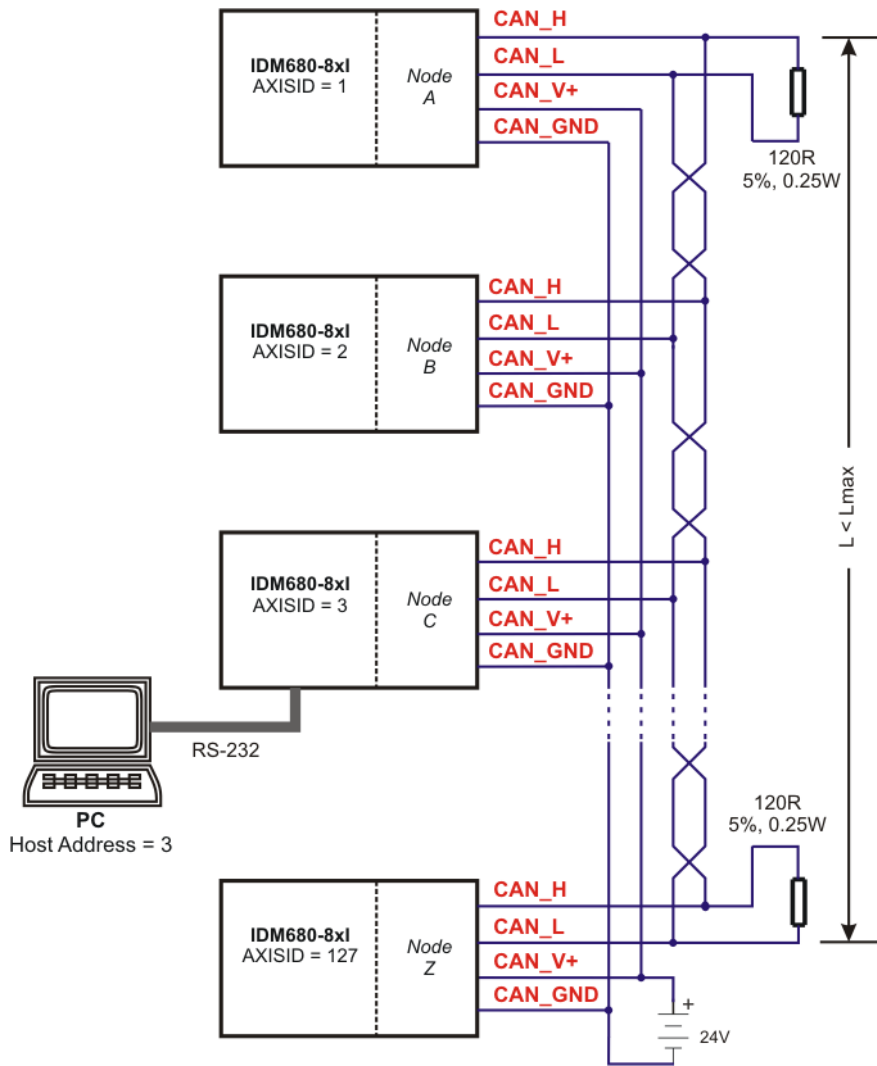 CAN_H
CAN_L
CAN_V+
CAN_GND
IDM680-8xI
AXISID = 1
Node
A
120R
5%, 0.25W
CAN_H
CAN_L
CAN_V+
CAN_GND
IDM680-8xI
AXISID = 2
Node
B
L < Lmax
CAN_H
CAN_L
CAN_V+
CAN_GND
IDM680-8xI
AXISID = 3
Node
C
RS-232
PC
Host Address = 3
120R
5%, 0.25W
CAN_H
CAN_L
CAN_V+
CAN_GND
IDM680-8xI
AXISID = 127
Node
Z
+
24V